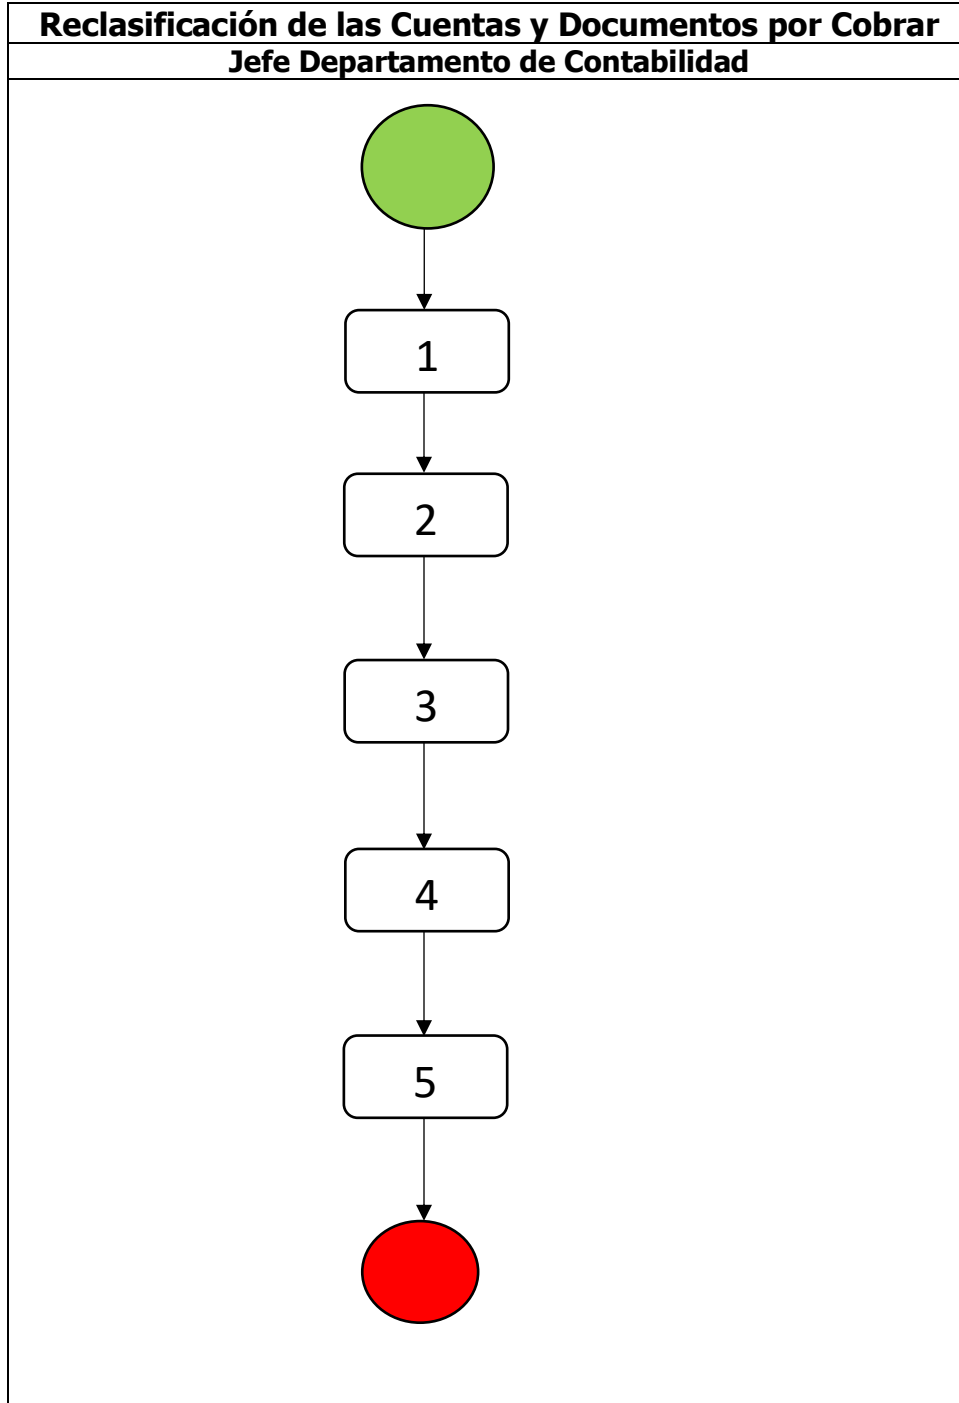 Reclasificación de las Cuentas y Documentos por Cobrar
Jefe Departamento de Contabilidad
1
2
3
4
5